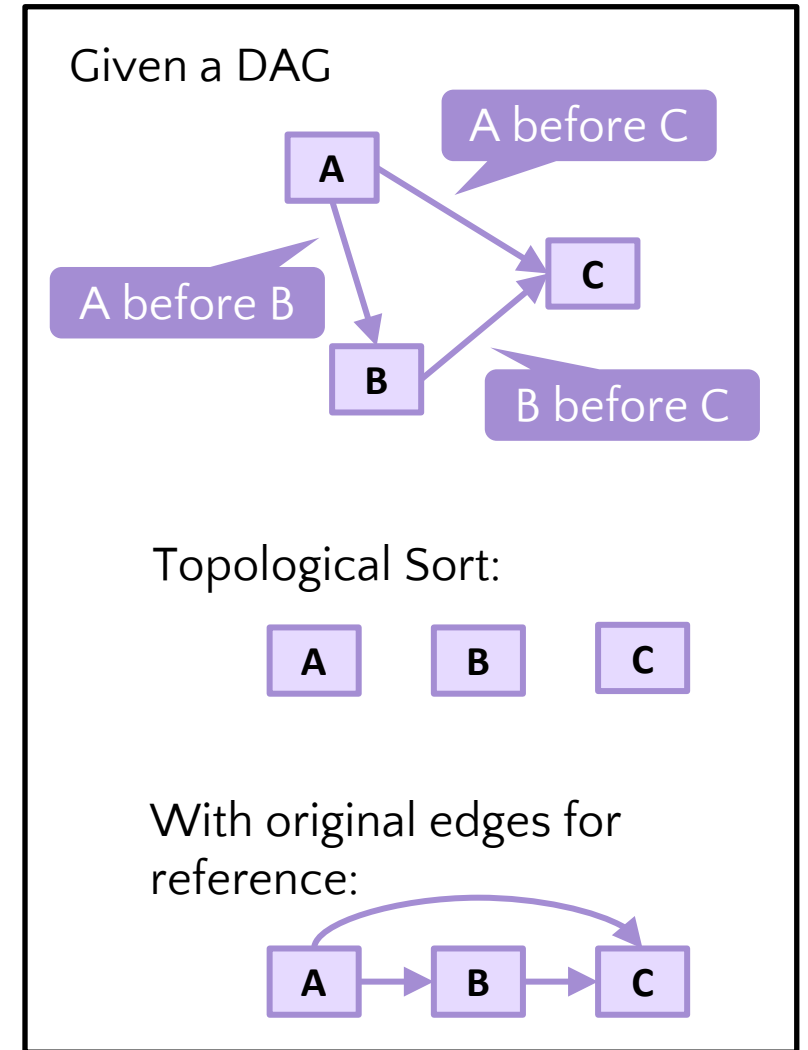 Given a DAG
A before C
A
C
A before B
B
B before C
Topological Sort:
A B C
With original edges for
reference:
A B C